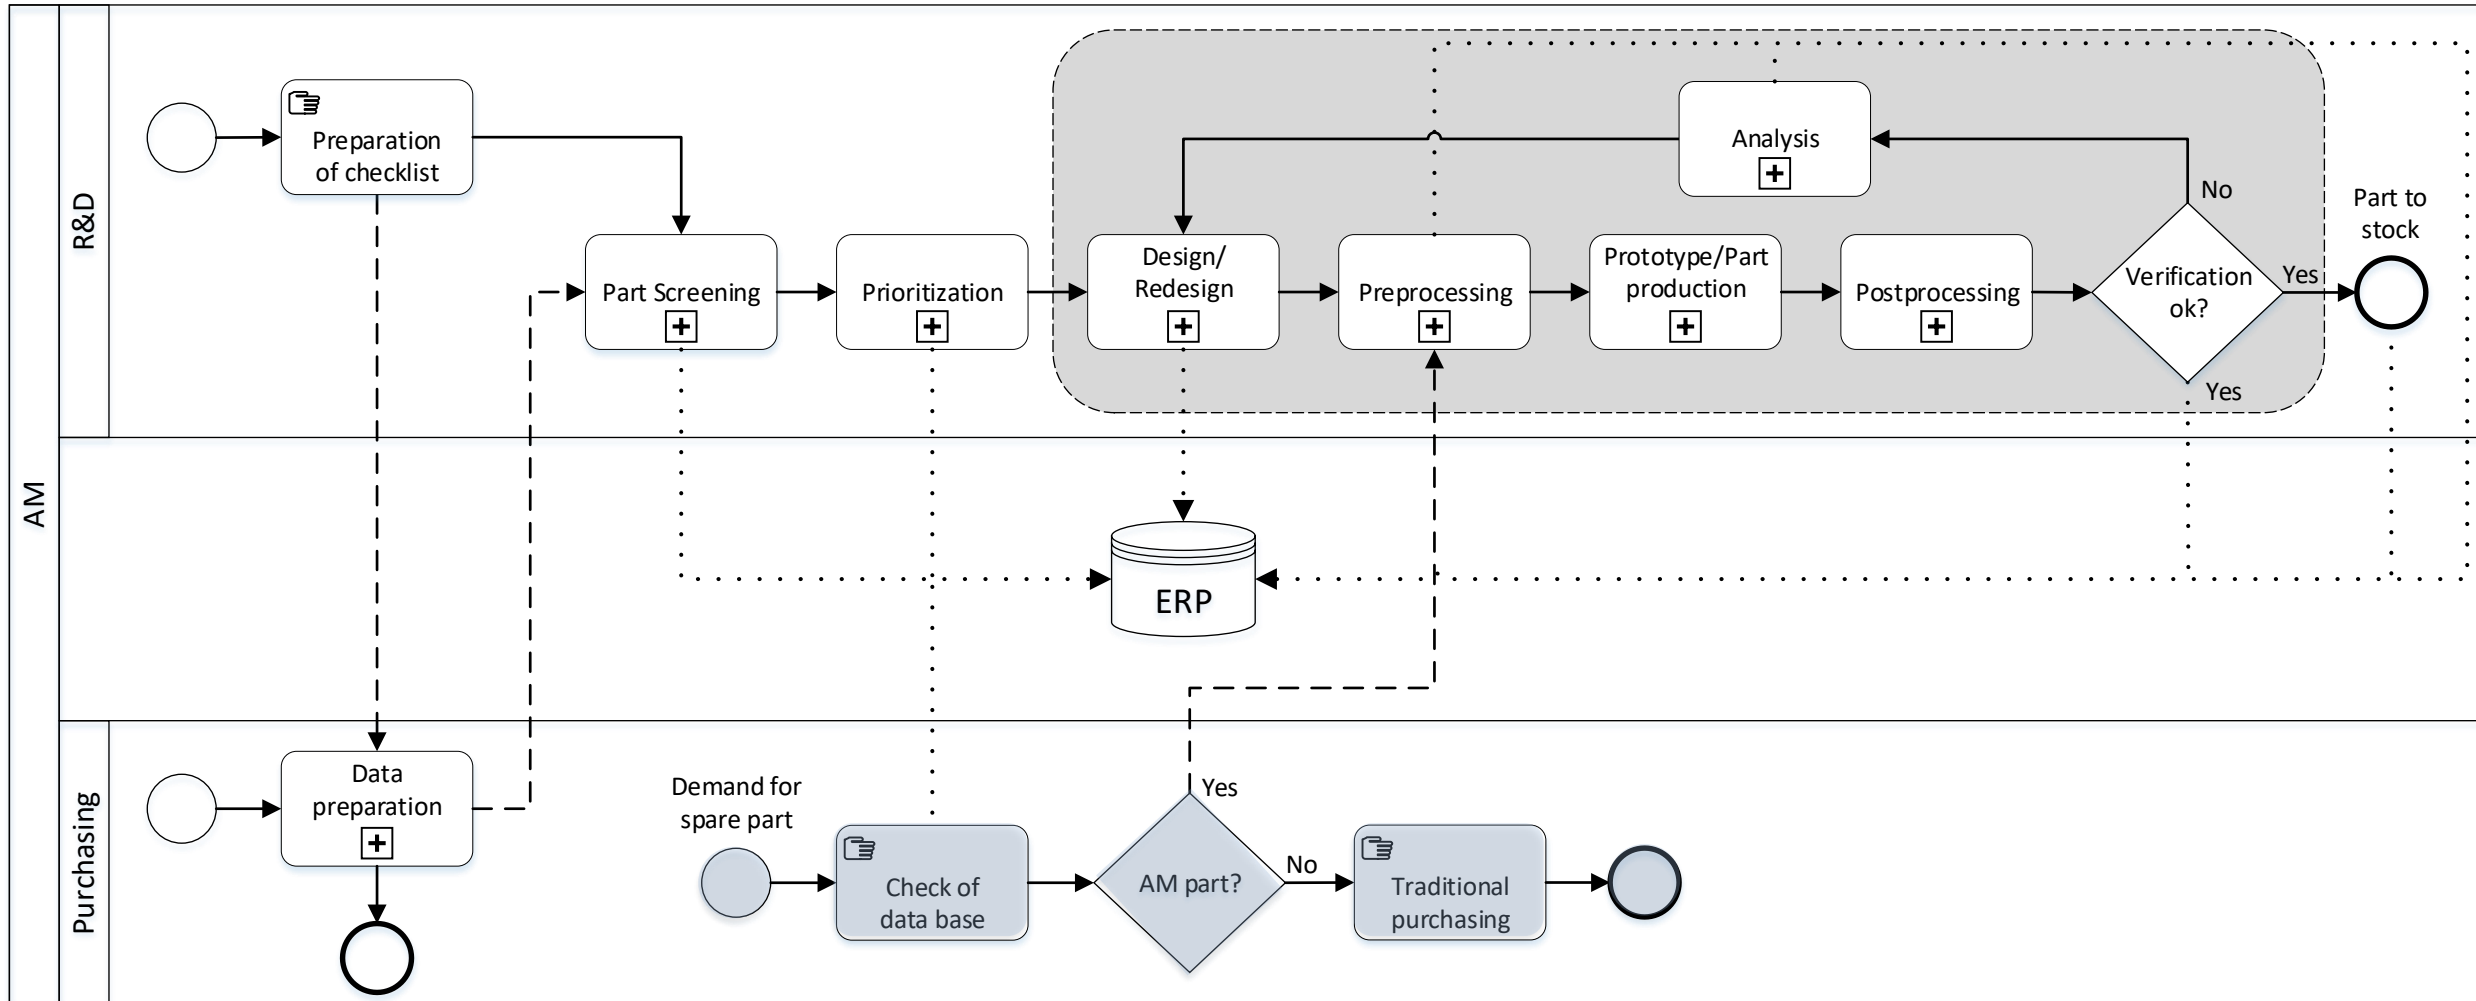 AM
R&D
Preparation
of checklist
Part Screening
Prioritization
Design/
Redesign
Preprocessing
Prototype/Part
production
Postprocessing
Analysis
Verification
ok?
No
Yes
Yes
Part to
stock
ERP
Purchasing
Data
preparation
Demand for
spare part
Check of
data base
AM part?
Yes
No
Traditional
purchasing